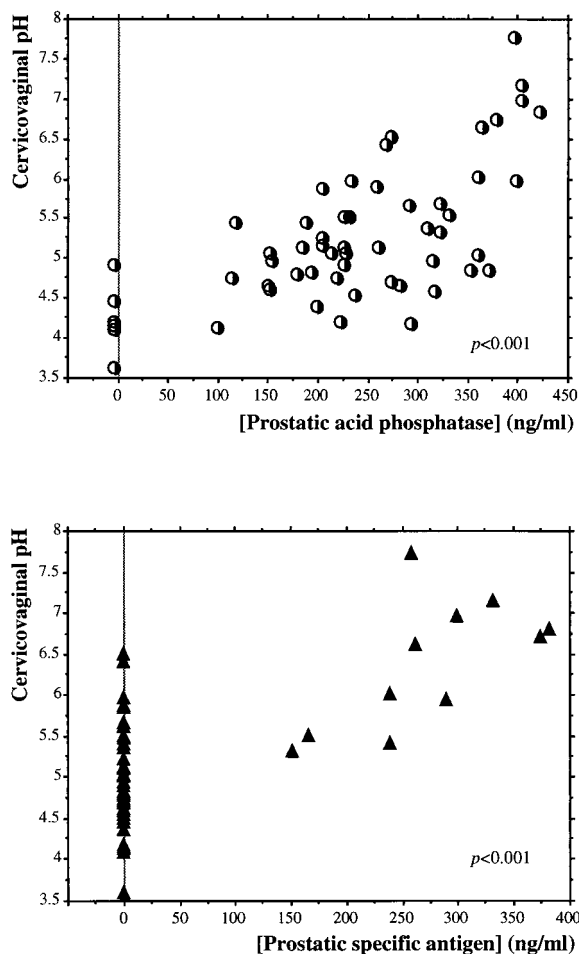 Cervicovaginal pH
8
7.5
7
6.5
6
5.5
5
4.5
4
3.5
p<0.001
0 50 100 150 200 250 300 350 400 450
[Prostatic acid phosphatase] (ng/ml)
Cervicovaginal pH
8
7.5
7
6.5
6
5.5
5
4.5
4
3.5
p<0.001
0 50 100 150 200 250 300 350 400
[Prostatic specific antigen] (ng/ml)